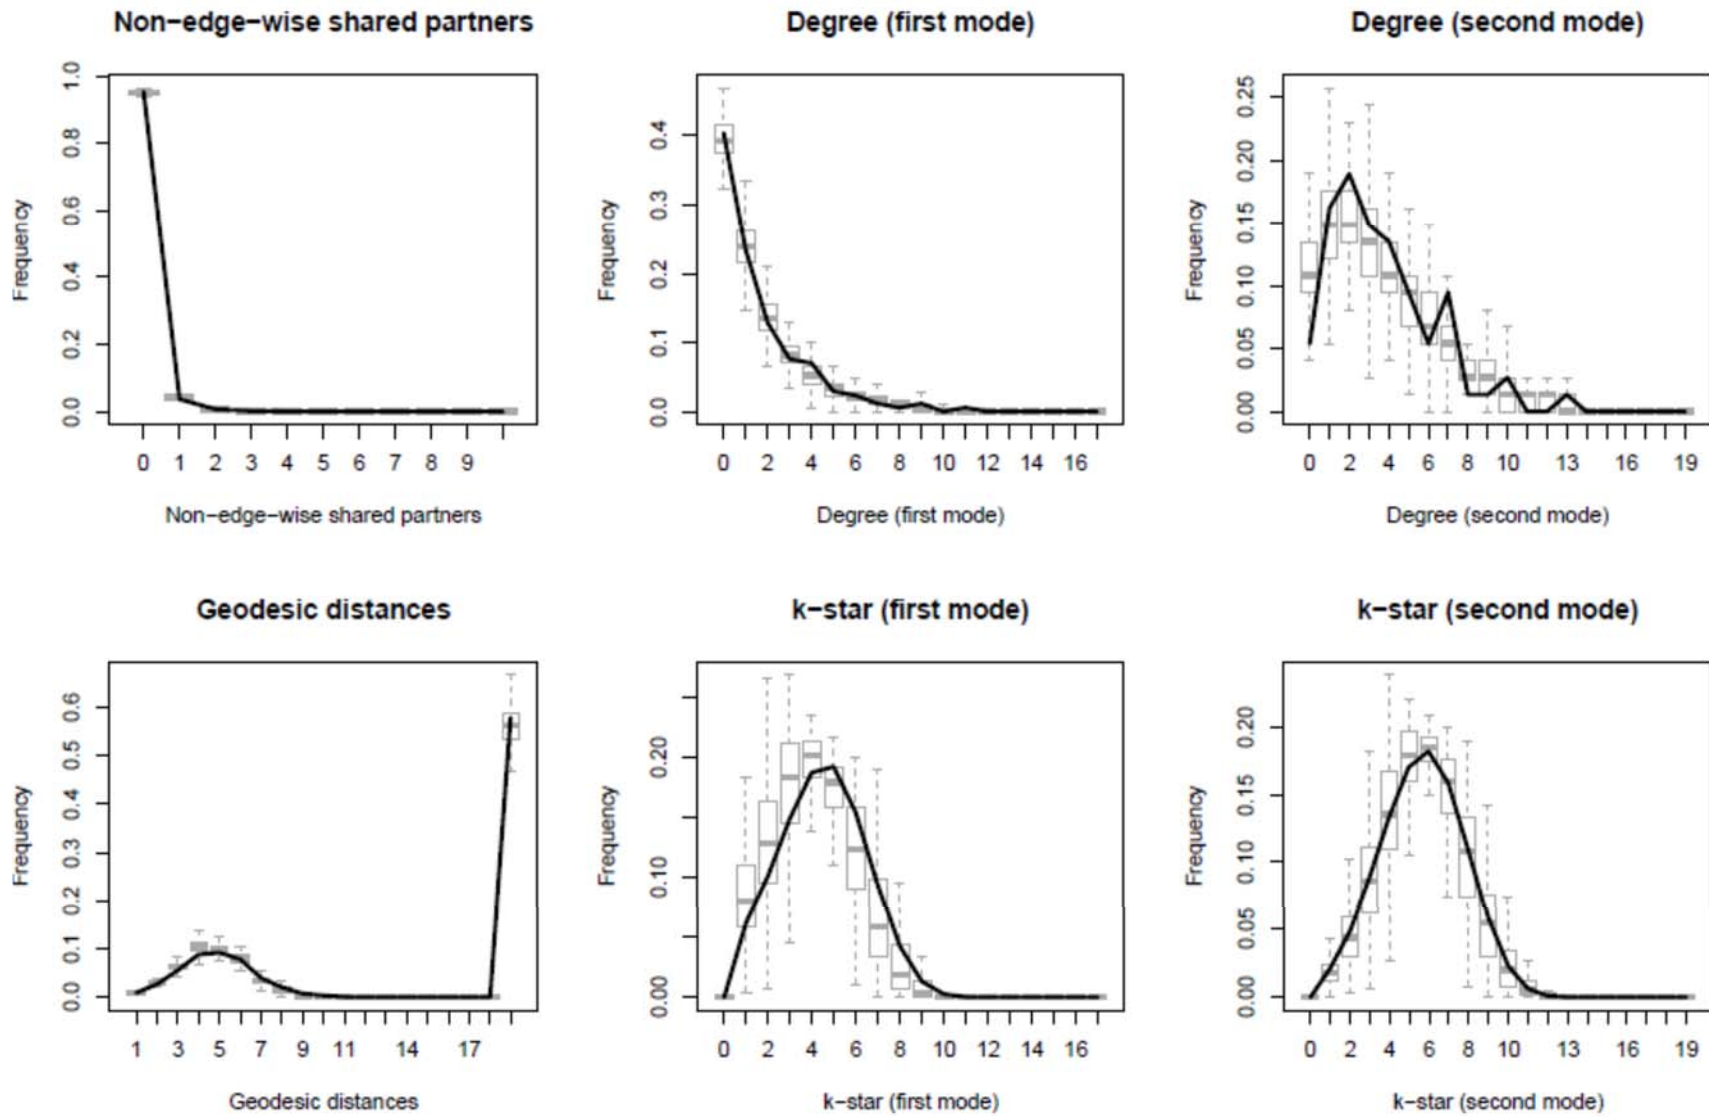 Non-edge-wise shared partners
Degree (first mode)
Degree (second mode)
Frequency
0.0 0.2 0.4 0.6 0.8 1.0
0 1 2 3 4 5 6 7 8 9
Non-edge-wise shared partners
Frequency
0.0 0.1 0.2 0.3 0.4
0 2 4 6 8 10 12 14 16
Degree (first mode)
Frequency
0.00 0.05 0.10 0.15 0.20 0.25
0 2 4 6 8 10 13 16 19
Degree (second mode)
Geodesic distances
k-star (first mode)
k-star (second mode)
Frequency
0.0 0.1 0.2 0.3 0.4 0.5 0.6
1 3 5 7 9 11 14 17
Geodesic distances
Frequency
0.00 0.10 0.20
0 2 4 6 8 10 12 14 16
k-star (first mode)
Frequency
0.00 0.05 0.10 0.15 0.20
0 2 4 6 8 10 13 16 19
k-star (second mode)